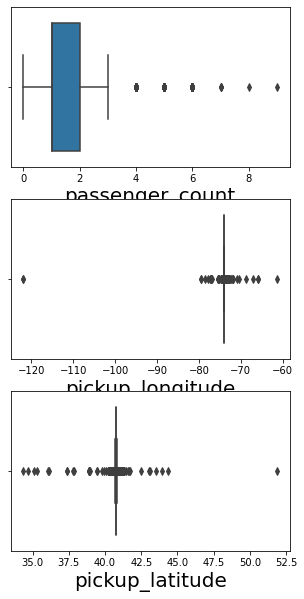 0 2 4 6 8
passenger_count
−120 −110 −100 −90 −80 −70 −60
pickup_longitude
35.0 37.5 40.0 42.5 45.0 47.5 50.0 52.5
pickup_latitude